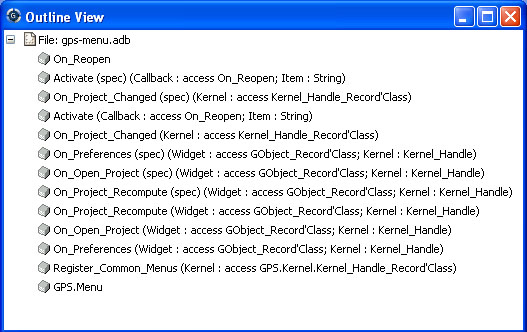 Outline View
File: gps-menu.adb
On_Reopen
Activate (spec) (Callback : access On_Reopen; Item : String)
On_Project_Changed (spec) (Kernel : access Kernel_Handle_Record'Class)
Activate (Callback : access On_Reopen; Item : String)
On_Project_Changed (Kernel : access Kernel_Handle_Record'Class)
On_Preferences (spec) (Widget : access GObject_Record'Class; Kernel : Kernel_Handle)
On_Open_Project (spec) (Widget : access GObject_Record'Class; Kernel : Kernel_Handle)
On_Project_Recompute (spec) (Widget : access GObject_Record'Class; Kernel : Kernel_Handle)
On_Project_Recompute (Widget : access GObject_Record'Class; Kernel : Kernel_Handle)
On_Open_Project (Widget : access GObject_Record'Class; Kernel : Kernel_Handle)
On_Preferences (Widget : access GObject_Record'Class; Kernel : Kernel_Handle)
Register_Common_Menus (Kernel : access GPS.Kernel.Kernel_Handle_Record'Class)
GPS.Menu